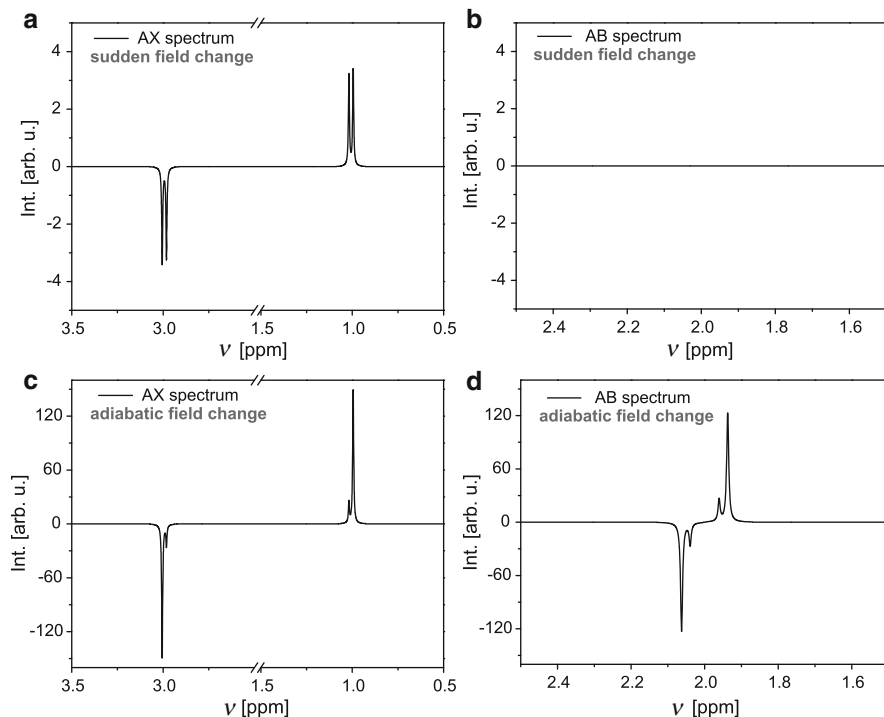 a
AX spectrum
sudden field change
Int. [arb. u.]
4
2
0
-2
-4
3.5
3.0
1.5
1.0
0.5
ν [ppm]
b
AB spectrum
sudden field change
Int. [arb. u.]
4
2
0
-2
-4
2.4
2.2
2.0
1.8
1.6
ν [ppm]
c
AX spectrum
adiabatic field change
Int. [arb. u.]
120
60
0
-60
-120
3.5
3.0
1.5
1.0
0.5
ν [ppm]
d
AB spectrum
adiabatic field change
Int. [arb. u.]
120
60
0
-60
-120
2.4
2.2
2.0
1.8
1.6
ν [ppm]